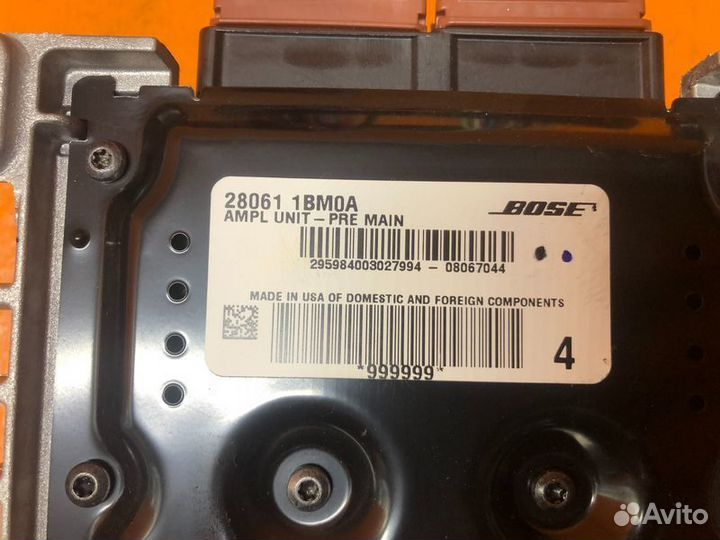 28061 1BM0A
BOSE
AMPL UNIT – PRE MAIN
295984003027994 – 08067044
MADE IN USA OF DOMESTIC AND FOREIGN COMPONENTS
4
*999999*
Avito